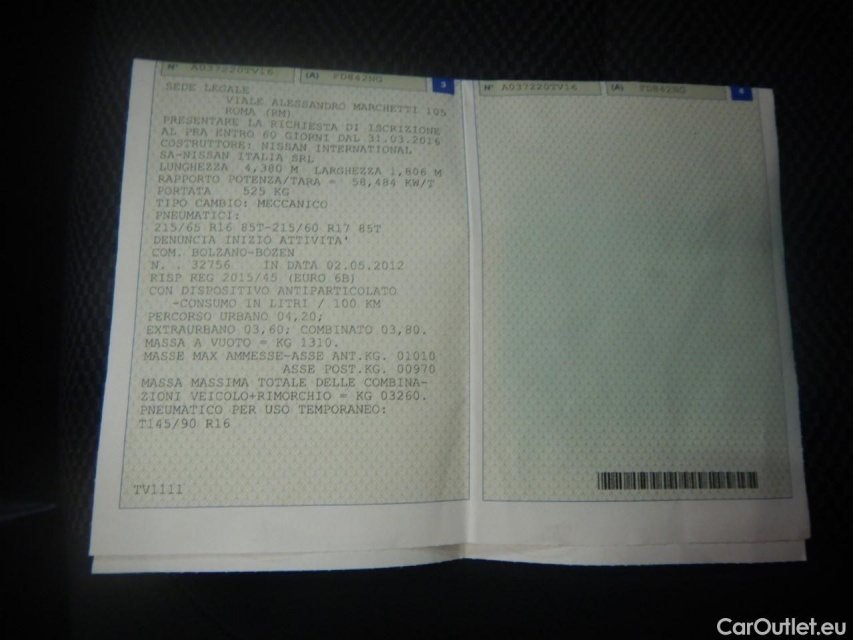 N° A037220TV16 (A) FD842HG 3
SEDE LEGALE
VIALE ALESSANDRO MARCHETTI 105
ROMA (RM)
PRESENTARE LA RICHIESTA DI ISCRIZIONE
AL PRA ENTRO 60 GIORNI DAL 31.03.2016
COSTRUTTORE: NISSAN INTERNATIONAL
SA-NISSAN ITALIA SRL
LUNGHEZZA 4,380 M LARGHEZZA 1,806 M
RAPPORTO POTENZA/TARA = 58,484 KW/T
PORTATA 525 KG
TIPO CAMBIO: MECCANICO
PNEUMATICI:
215/65 R16 85T-215/60 R17 85T
DENUNCIA INIZIO ATTIVITA'
COM. BOLZANO-BOZEN
N. . 32756 IN DATA 02.05.2012
RISP REG 2015/45 (EURO 6B)
CON DISPOSITIVO ANTIPARTICOLATO
-CONSUMO IN LITRI / 100 KM
PERCORSO URBANO 04,20;
EXTRAURBANO 03,60; COMBINATO 03,80.
MASSA A VUOTO = KG 1310.
MASSE MAX AMMESSE-ASSE ANT.KG. 01010
ASSE POST.KG. 00970
MASSA MASSIMA TOTALE DELLE COMBINA-
ZIONI VEICOLO+RIMORCHIO = KG 03260.
PNEUMATICO PER USO TEMPORANEO:
T145/90 R16
TV1111
N° A037220TV16 (A) FD842HG 4
CarOutlet.eu